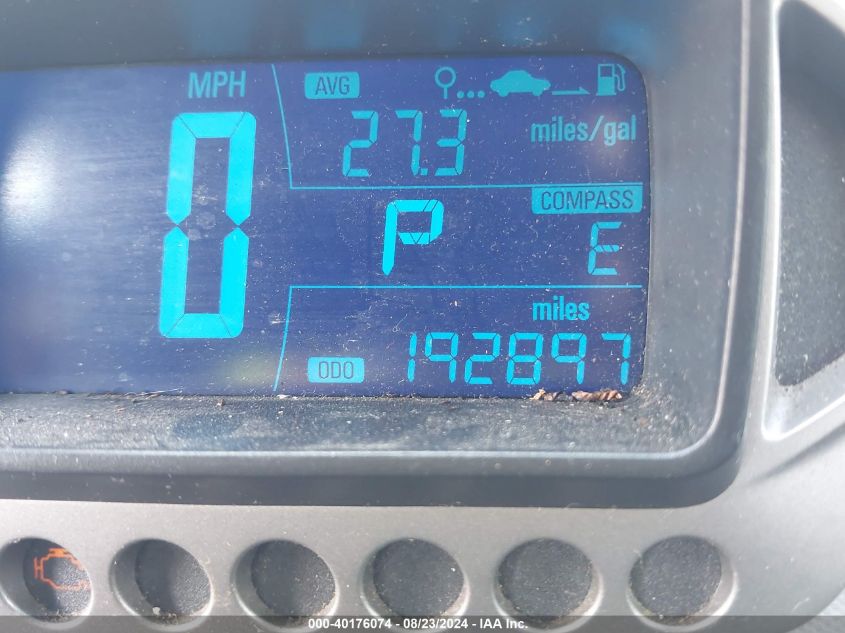 MPH
0
AVG
27.3
miles/gal
P
COMPASS
E
miles
ODO
192897
000-40176074 - 08/23/2024 - IAA Inc.